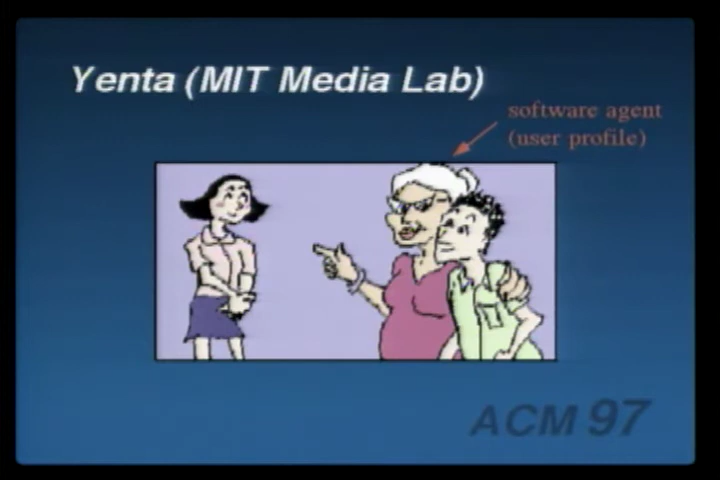 Yenta (MIT Media Lab)
software agent
(user profile)
ACM 97